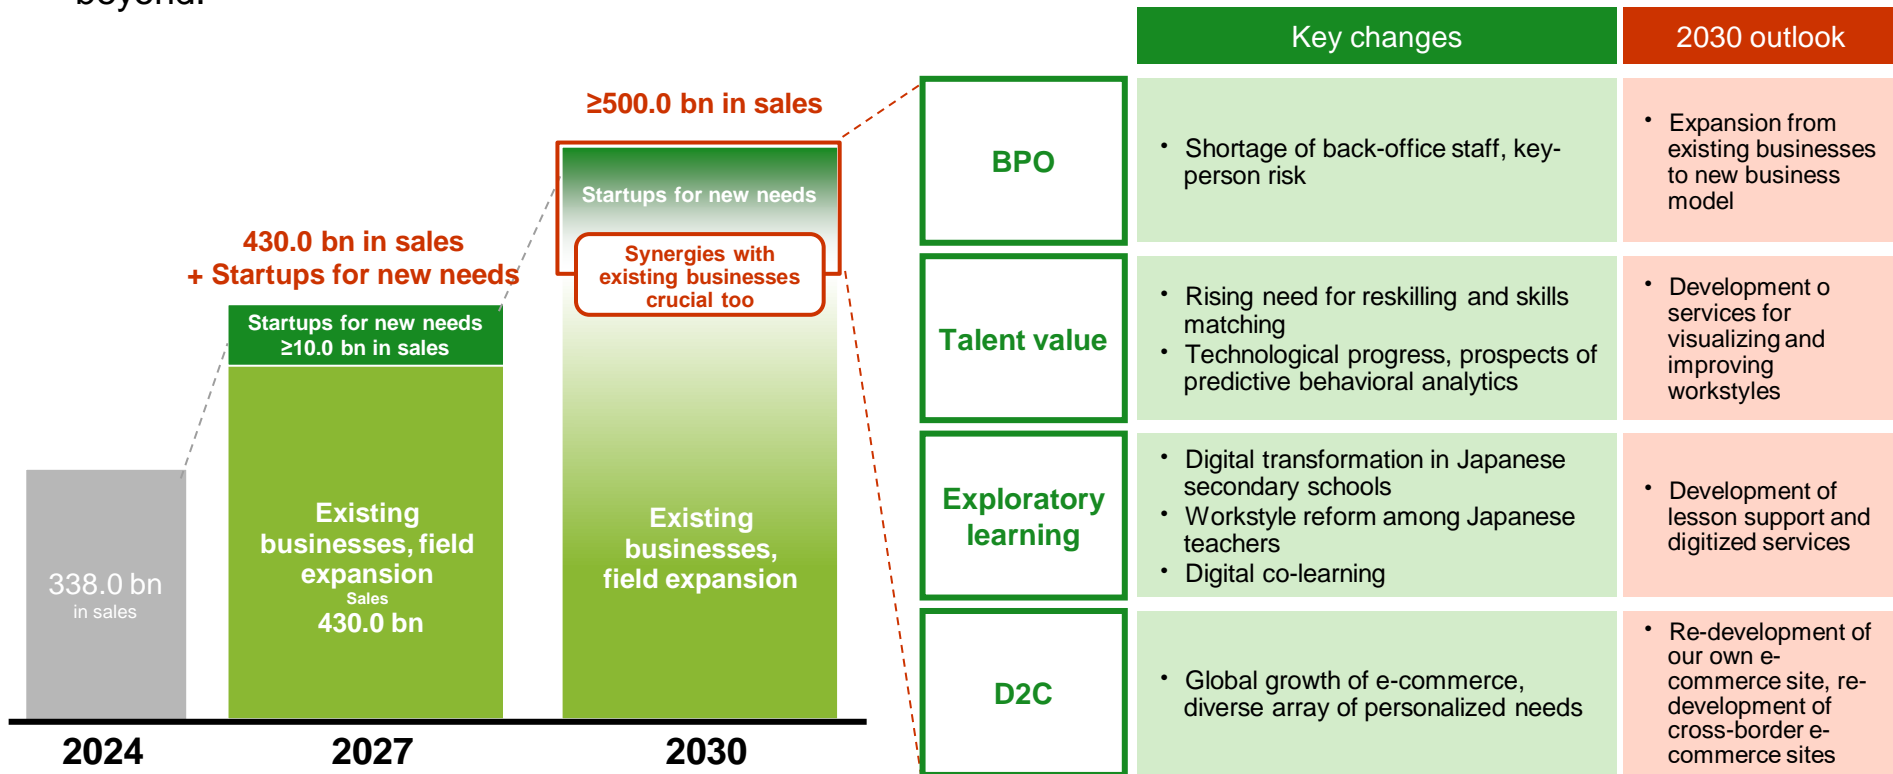 beyond.
Key changes
2030 outlook
≥500.0 bn in sales
Startups for new needs
Synergies with
existing businesses
crucial too
Existing
businesses,
field expansion
430.0 bn in sales
+ Startups for new needs
Startups for new needs
≥10.0 bn in sales
Existing
businesses, field
expansion
Sales
430.0 bn
338.0 bn
in sales
2024
2027
2030
BPO
• Shortage of back-office staff, key-
person risk
• Expansion from
existing businesses
to new business
model
Talent value
• Rising need for reskilling and skills
matching
• Technological progress, prospects of
predictive behavioral analytics
• Development o
services for
visualizing and
improving
workstyles
Exploratory
learning
• Digital transformation in Japanese
secondary schools
• Workstyle reform among Japanese
teachers
• Digital co-learning
• Development of
lesson support and
digitized services
D2C
• Global growth of e-commerce,
diverse array of personalized needs
• Re-development of
our own e-
commerce site, re-
development of
cross-border e-
commerce sites